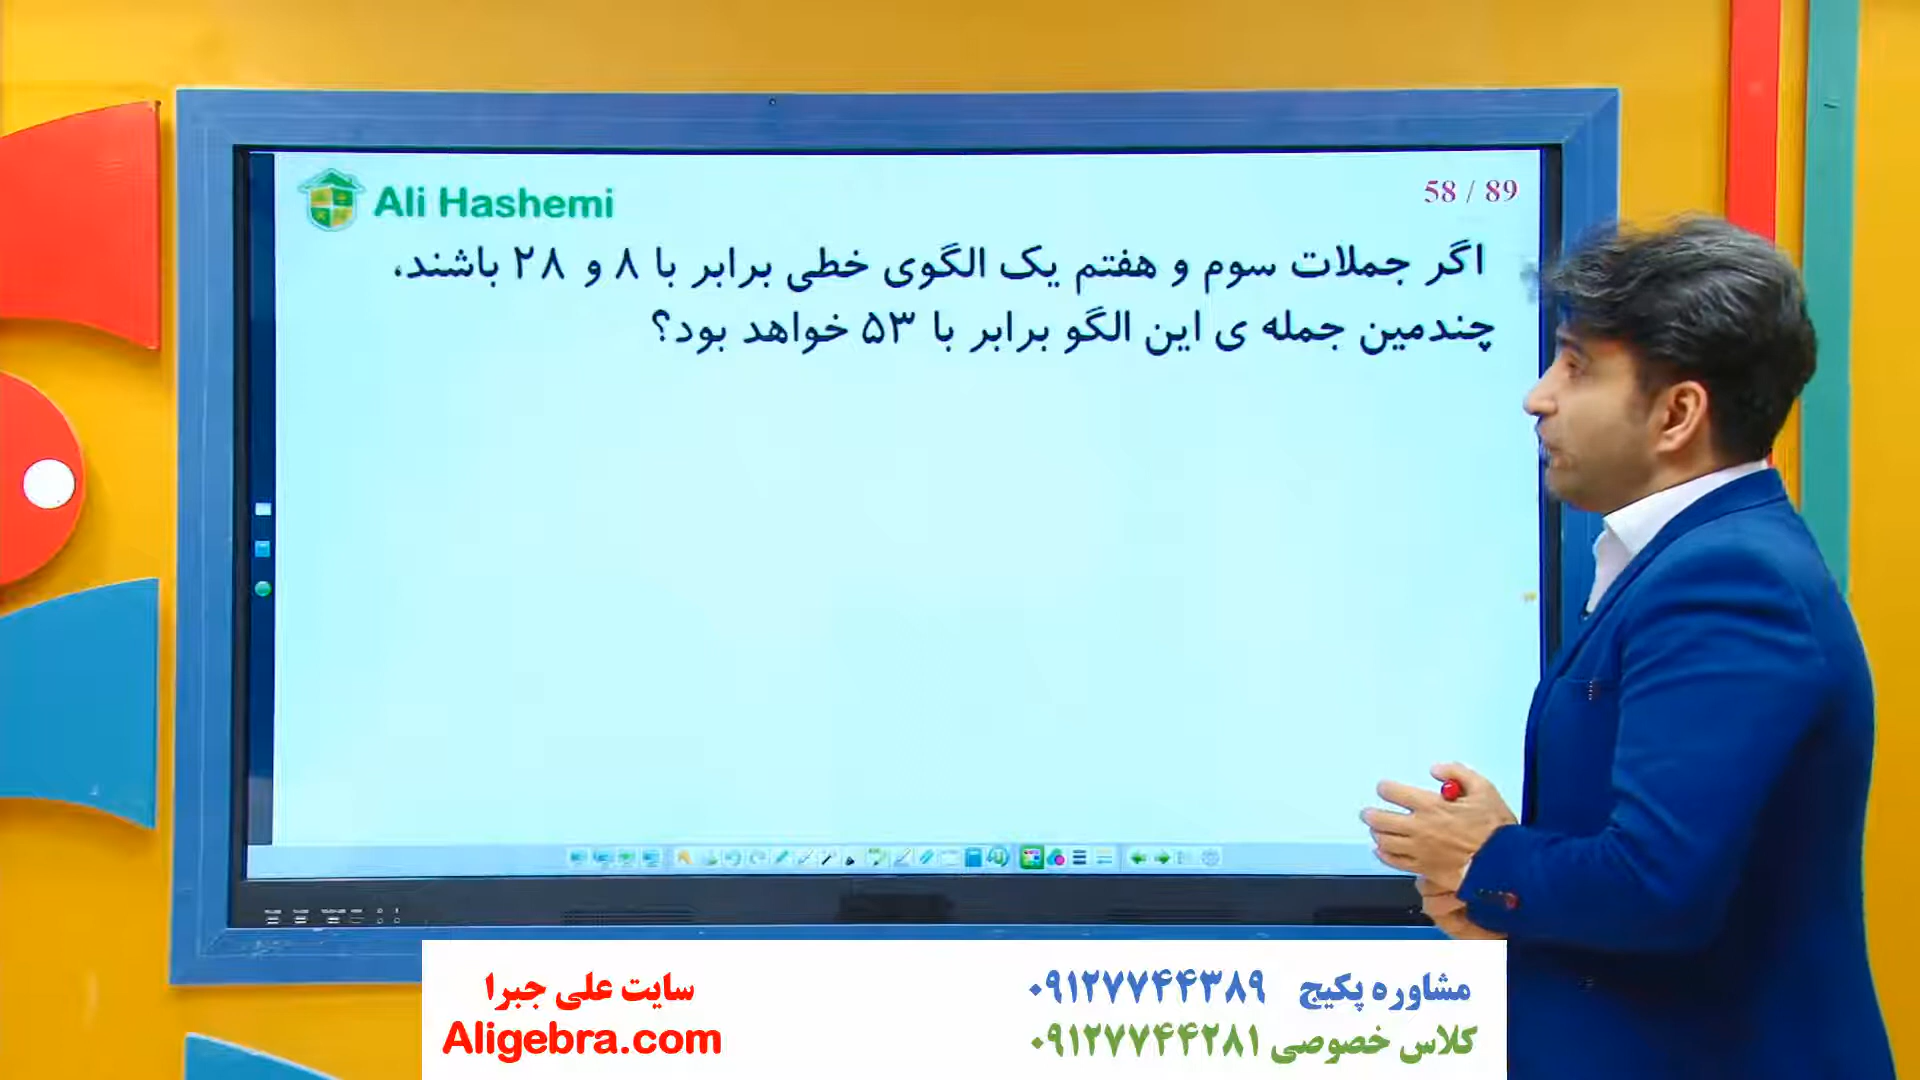 Ali Hashemi
58 / 89
اگر جملات سوم و هفتم یک الگوی خطی برابر با ۸ و ۲۸ باشند،
چندمین جمله ی این الگو برابر با ۵۳ خواهد بود؟
مشاوره پکیج ۰۹۱۲۷۷۴۴۳۸۹
کلاس خصوصی ۰۹۱۲۷۷۴۴۲۸۱
سایت علی جبرا
Aligebra.com